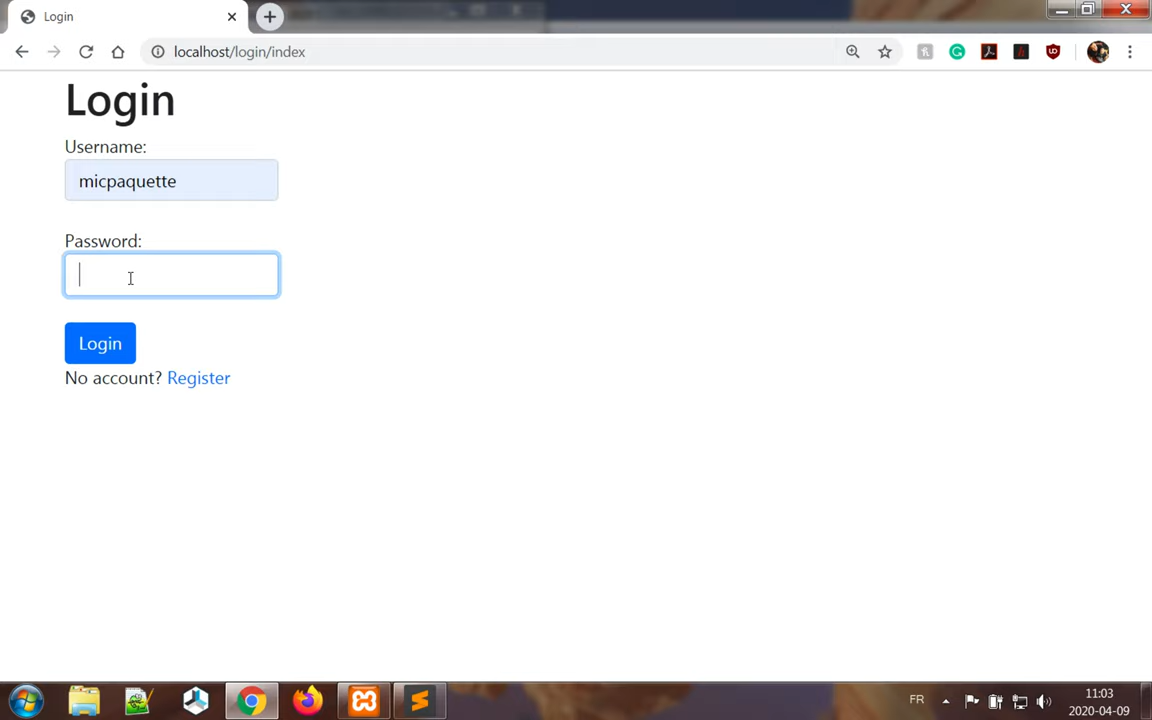 Login
localhost/login/index
Login
Username:
micpaquette
Password:
Login
No account? Register
FR
11:03
2020-04-09